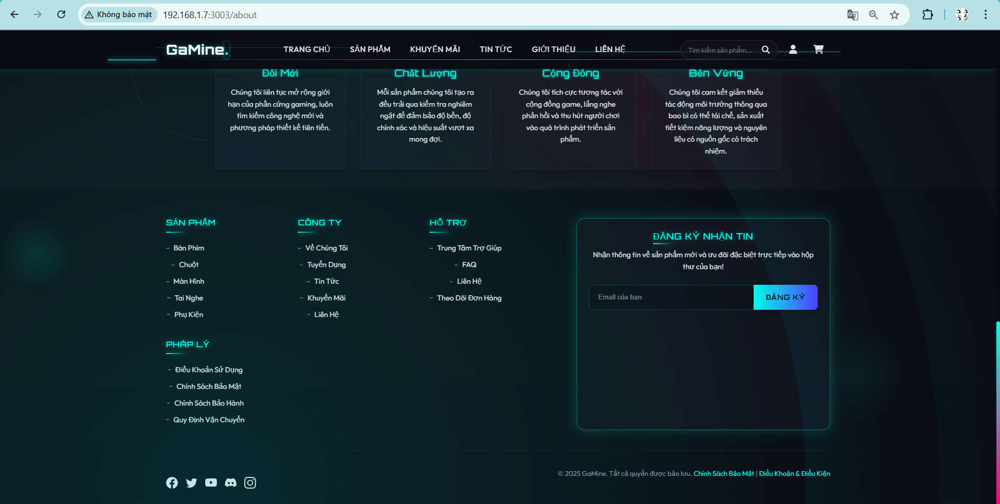 Không bảo mật
192.168.1.7:3003/about
GaMine.
TRANG CHỦ
SẢN PHẨM
KHUYẾN MÃI
TIN TỨC
GIỚI THIỆU
LIÊN HỆ
Tìm kiếm sản phẩm...
Đổi Mới
Chúng tôi liên tục mở rộng giới
hạn của phần cứng gaming, luôn
tìm kiếm công nghệ mới và
phương pháp thiết kế tiên tiến.
Chất Lượng
Mỗi sản phẩm chúng tôi tạo ra
đều trải qua kiểm tra nghiêm
ngặt để đảm bảo độ bền, độ
chính xác và hiệu suất vượt xa
mong đợi.
Cộng Đồng
Chúng tôi tích cực tương tác với
cộng đồng game, lắng nghe
phản hồi và thu hút người chơi
vào quá trình phát triển sản
phẩm.
Bền Vững
Chúng tôi cam kết giảm thiểu
tác động môi trường thông qua
bao bì có thể tái chế, sản xuất
tiết kiệm năng lượng và nguyên
liệu có nguồn gốc có trách
nhiệm.
SẢN PHẨM
Bàn Phím
Chuột
Màn Hình
Tai Nghe
Phụ Kiện
CÔNG TY
Về Chúng Tôi
Tuyển Dụng
Tin Tức
Khuyến Mãi
Liên Hệ
HỖ TRỢ
Trung Tâm Trợ Giúp
FAQ
Liên Hệ
Theo Dõi Đơn Hàng
PHÁP LÝ
Điều Khoản Sử Dụng
Chính Sách Bảo Mật
Chính Sách Bảo Hành
Quy Định Vận Chuyển
ĐĂNG KÝ NHẬN TIN
Nhận thông tin về sản phẩm mới và ưu đãi đặc biệt trực tiếp vào hộp
thư của bạn!
Email của bạn
ĐĂNG KÝ
© 2025 GaMine. Tất cả quyền được bảo lưu. Chính Sách Bảo Mật | Điều Khoản & Điều Kiện